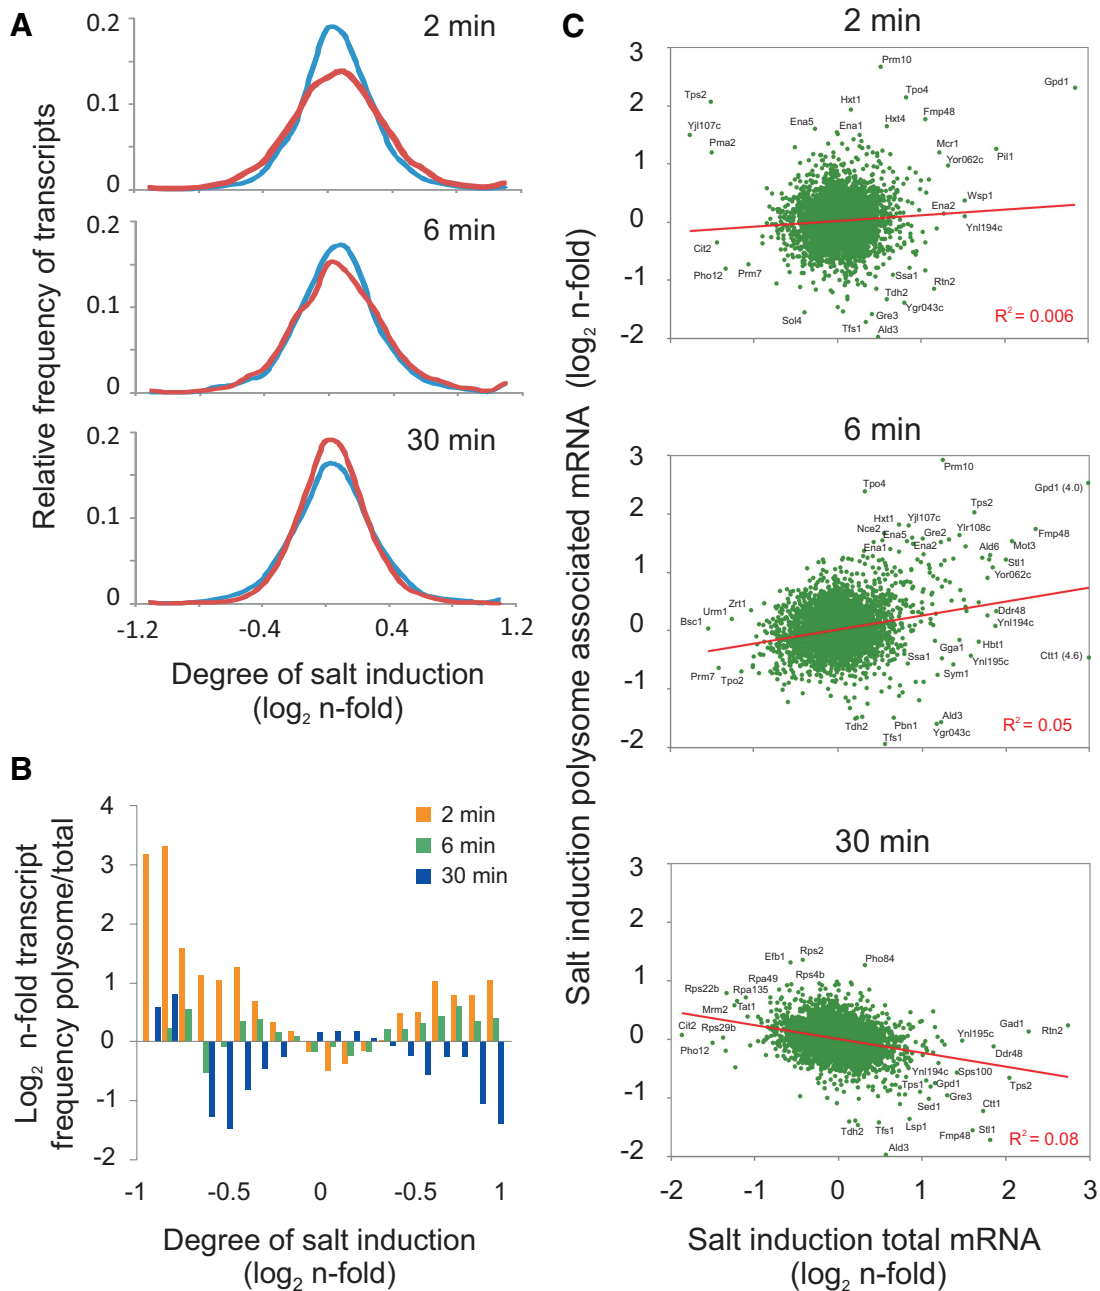 A
2 min
0.2
0.1
0
6 min
0.2
0.1
0
30 min
0.2
0.1
0
-1.2
-0.4
0.4
1.2
Relative frequency of transcripts
Degree of salt induction
(log2 n-fold)
B
4
3
2
1
0
-1
-2
2 min
6 min
30 min
-1
-0.5
0
-0.5
1
Log2 n-fold transcript
frequency polysome/total
Degree of salt induction
(log2 n-fold)
C
2 min
3
2
1
0
-1
-2
Prm10
Gpd1
Tps2
Tpo4
Hxt1
Fmp48
Yjl107c
Ena5
Ena1
Hxt4
Pma2
Mcr1
Yor062c
Pil1
Ena2
Wsp1
Ynl194c
Cit2
Pho12
Prm7
Ssa1
Rtn2
Tdh2
Ygr043c
Sol4
Gre3
Tfs1
Ald3
R2 = 0.006
6 min
3
2
1
0
-1
-2
Prm10
Tpo4
Gpd1 (4.0)
Tps2
Hxt1
Yjl107c
Nce2
Ena5
Gre2
Ylr108c
Fmp48
Ena1
Ena2
Ald6
Mot3
Stl1
Yor062c
Zrt1
Urm1
Bsc1
Ddr48
Ynl194c
Ssa1
Gga1
Hbt1
Ynl195c
Ctt1 (4.6)
Prm7
Tpo2
Sym1
Tdh2
Pbn1
Ald3
Ygr043c
Tfs1
R2 = 0.05
30 min
3
2
1
0
-1
-2
Efb1
Rps2
Pho84
Rpa49
Rps4b
Rps22b
Rpa135
Mrm2
Tat1
Cit2
Rps29b
Pho12
Ynl195c
Gad1
Rtn2
Ddr48
Ynl194c
Sps100
Tps1
Gpd1
Tps2
Gre3
Sed1
Ctt1
Tdh2
Tfs1
Lsp1
Fmp48
Stl1
Ald3
R2 = 0.08
-2
-1
0
1
2
3
Salt induction polysome associated mRNA (log2 n-fold)
Salt induction total mRNA
(log2 n-fold)